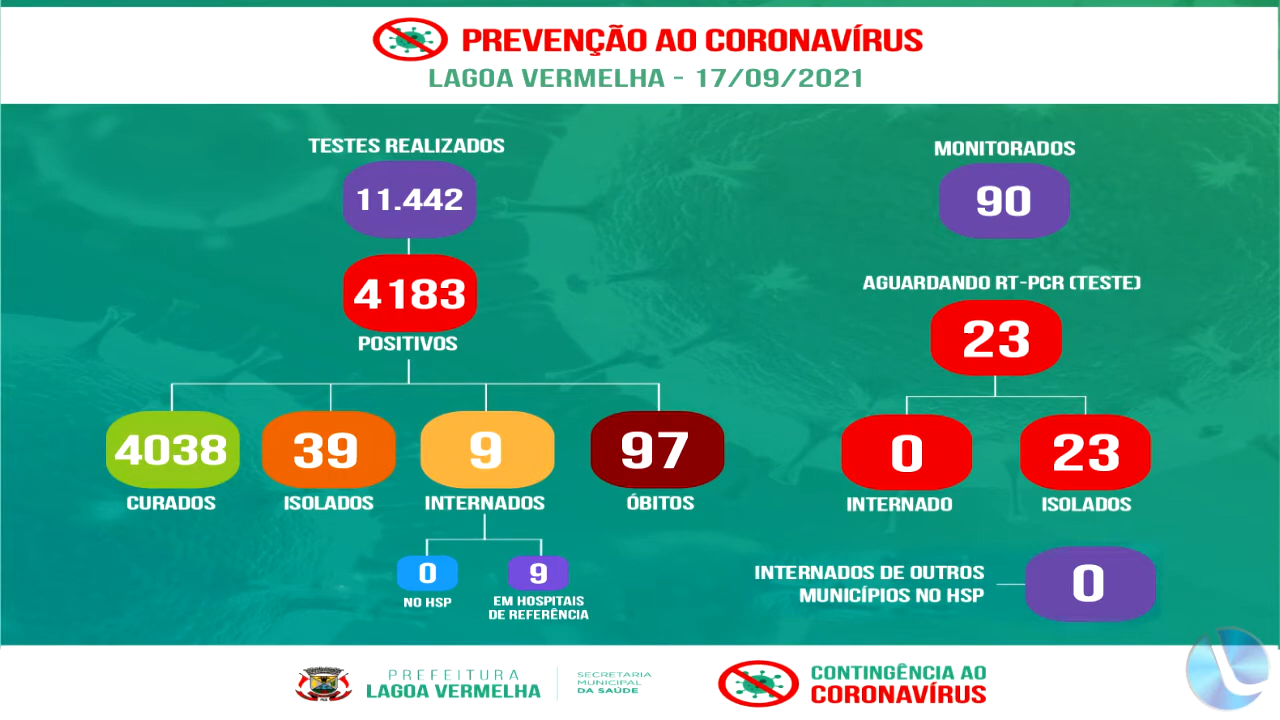 PREVENÇÃO AO CORONAVÍRUS
LAGOA VERMELHA - 17/09/2021
TESTES REALIZADOS
11.442
4183
POSITIVOS
4038
CURADOS
39
ISOLADOS
9
INTERNADOS
97
ÓBITOS
0
NO HSP
9
EM HOSPITAIS
DE REFERÊNCIA
MONITORADOS
90
AGUARDANDO RT-PCR (TESTE)
23
0
INTERNADO
23
ISOLADOS
INTERNADOS DE OUTROS
MUNICÍPIOS NO HSP
0
PREFEITURA
LAGOA VERMELHA
SECRETARIA
MUNICIPAL
DA SAÚDE
CONTINGÊNCIA AO
CORONAVÍRUS